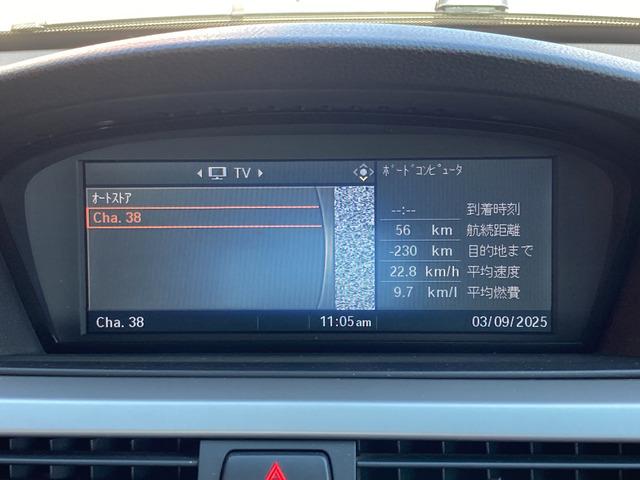 TV
ﾎﾞｰﾄﾞｺﾝﾋﾟｭｰﾀ
ｵｰﾄｽﾄｱ
Cha. 38
--:-- 到着時刻
56 km 航続距離
-230 km 目的地まで
22.8 km/h 平均速度
9.7 km/l 平均燃費
Cha. 38 11:05 am 03/09/2025